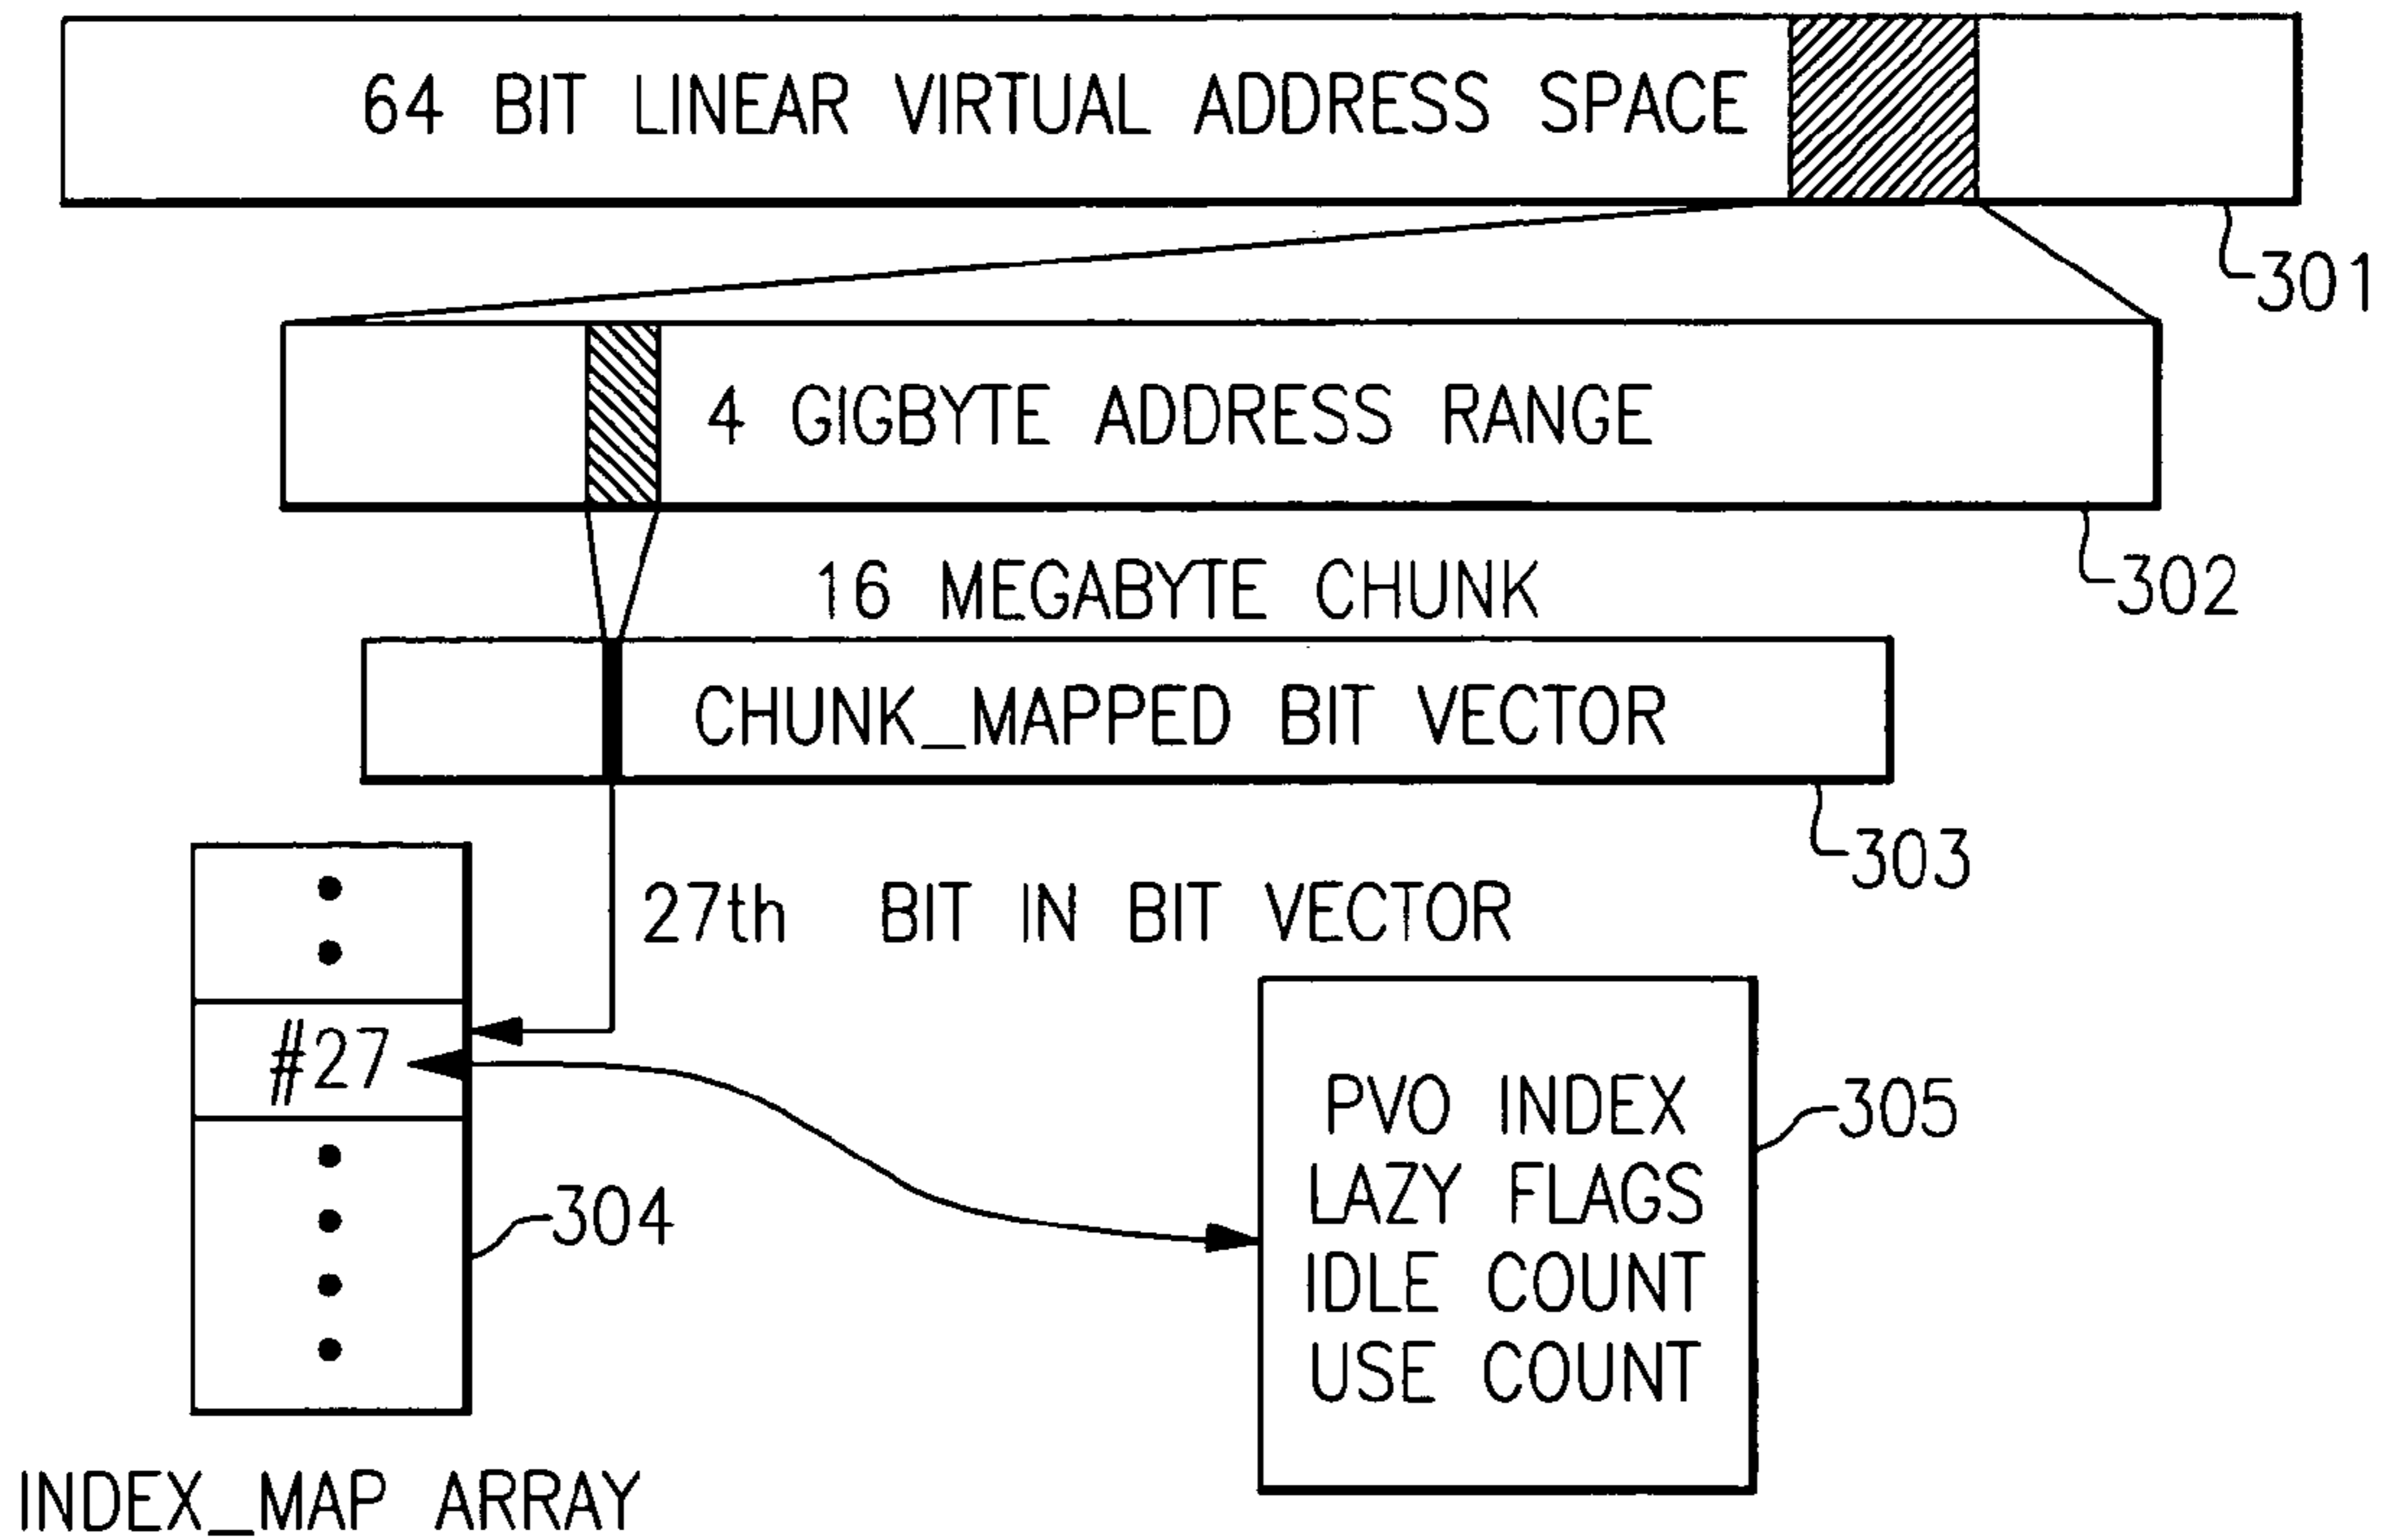 64 BIT LINEAR VIRTUAL ADDRESS SPACE
301
4 GIGBYTE ADDRESS RANGE
302
16 MEGABYTE CHUNK
CHUNK_MAPPED BIT VECTOR
303
27th BIT IN BIT VECTOR
#27
304
PVO INDEX
LAZY FLAGS
IDLE COUNT
USE COUNT
305
INDEX_MAP ARRAY